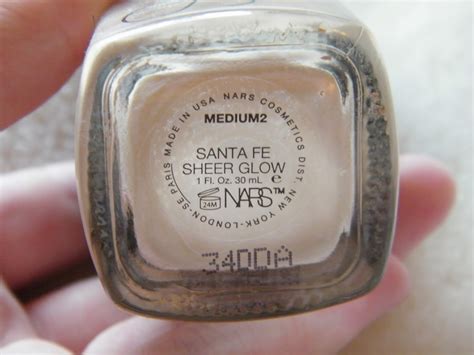 MADE IN USA NARS COSMETICS DIST. NEW YORK-LONDON-SE PARIS
MEDIUM2
SANTA FE
SHEER GLOW
1 FL. Oz. 30 mL ℮
24M NARS™
3400A